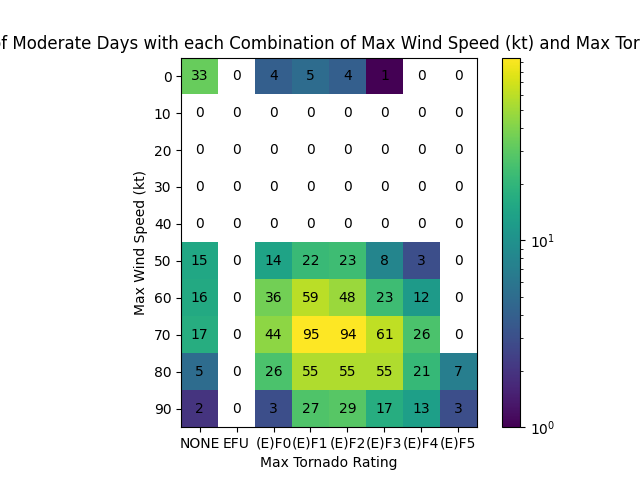 of Moderate Days with each Combination of Max Wind Speed (kt) and Max Tor
0 33 0 4 5 4 1 0 0
10 0 0 0 0 0 0 0 0
20 0 0 0 0 0 0 0 0
30 0 0 0 0 0 0 0 0
40 0 0 0 0 0 0 0 0
50 15 0 14 22 23 8 3 0
60 16 0 36 59 48 23 12 0
70 17 0 44 95 94 61 26 0
80 5 0 26 55 55 55 21 7
90 2 0 3 27 29 17 13 3
NONE EFU (E)F0 (E)F1 (E)F2 (E)F3 (E)F4 (E)F5
Max Tornado Rating
Max Wind Speed (kt)
10¹
10⁰